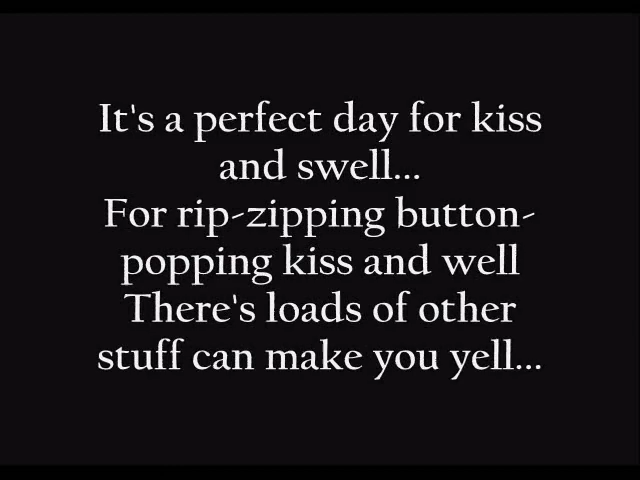 It's a perfect day for kiss
and swell...
For rip-zipping button-
popping kiss and well
There's loads of other
stuff can make you yell...